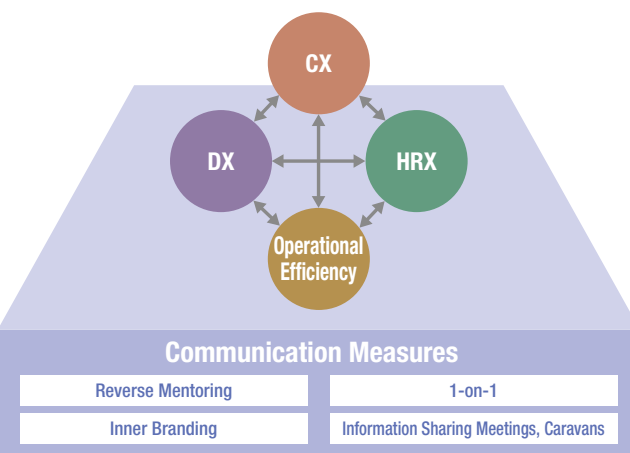 CX
DX
HRX
Operational
Efficiency
Communication Measures
Reverse Mentoring
1-on-1
Inner Branding
Information Sharing Meetings, Caravans